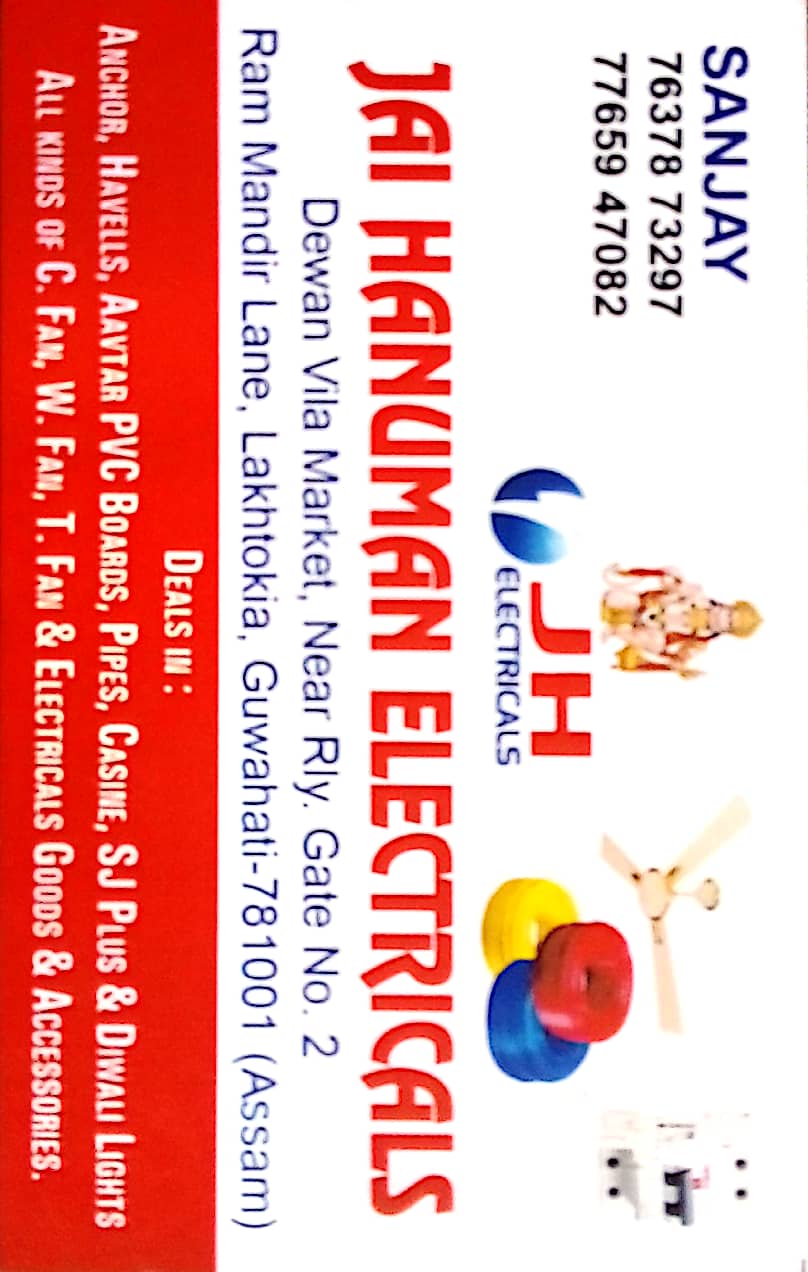 SANJAY
76378 73297
77659 47082
JH
ELECTRICALS
JAI HANUMAN ELECTRICALS
Dewan Vila Market, Near Rly. Gate No. 2
Ram Mandir Lane, Lakhtokia, Guwahati-781001 (Assam)
DEALS IN :
ANCHOR, HAVELLS, AAVTAR PVC BOARDS, PIPES, CASINE, SJ PLUS & DIWALI LIGHTS
ALL KINDS OF C. FAN, W. FAN, T. FAN & ELECTRICALS GOODS & ACCESSORIES.